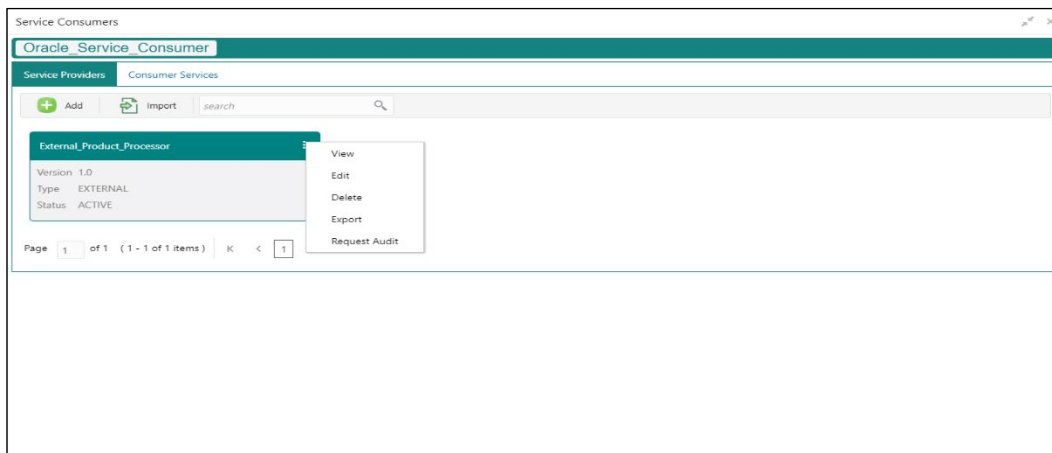 Service Consumers
Oracle_Service_Consumer
Service Providers Consumer Services
Add Import search
External_Product_Processor
Version 1.0
Type EXTERNAL
Status ACTIVE
View
Edit
Delete
Export
Request Audit
Page 1 of 1 ( 1 - 1 of 1 items ) K < 1